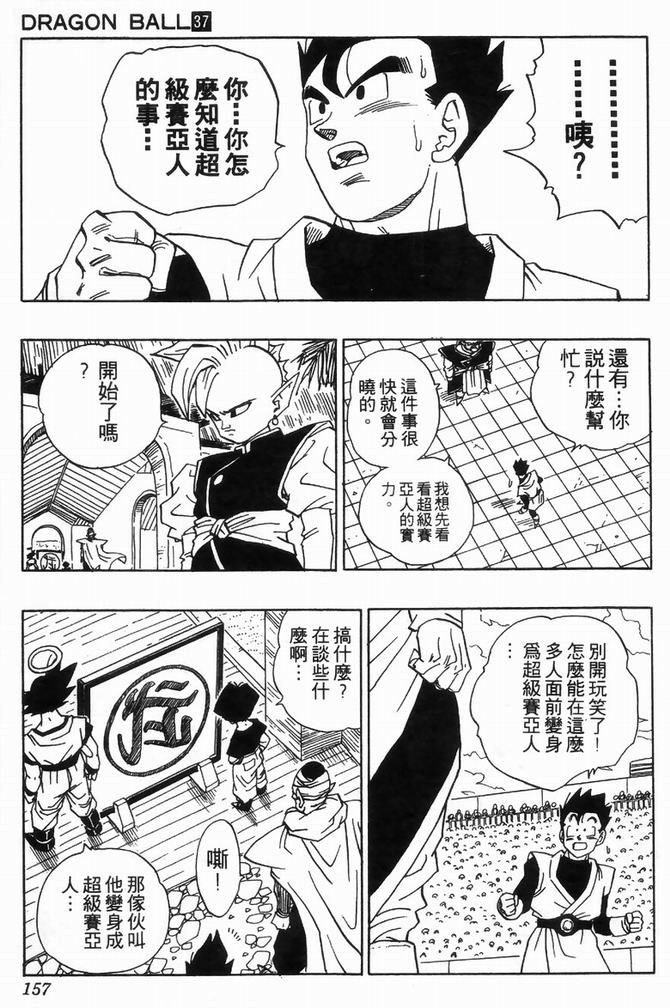 DRAGON BALL 37
⋯⋯⋯⋯咦?
你⋯你怎
麼知道超
級賽亞人
的事⋯
還有⋯你
說什麼幫
忙?
這件事很
快就會分
曉的。
我想先看
看超級賽
亞人的實
力。
開始了嗎
?
別開玩笑了!
怎麼能在這麼
多人面前變身
為超級賽亞人
⋯
搞什麼?
在談些什
麼啊⋯
嘶!
那傢伙叫
他變身成
超級賽亞
人⋯
157